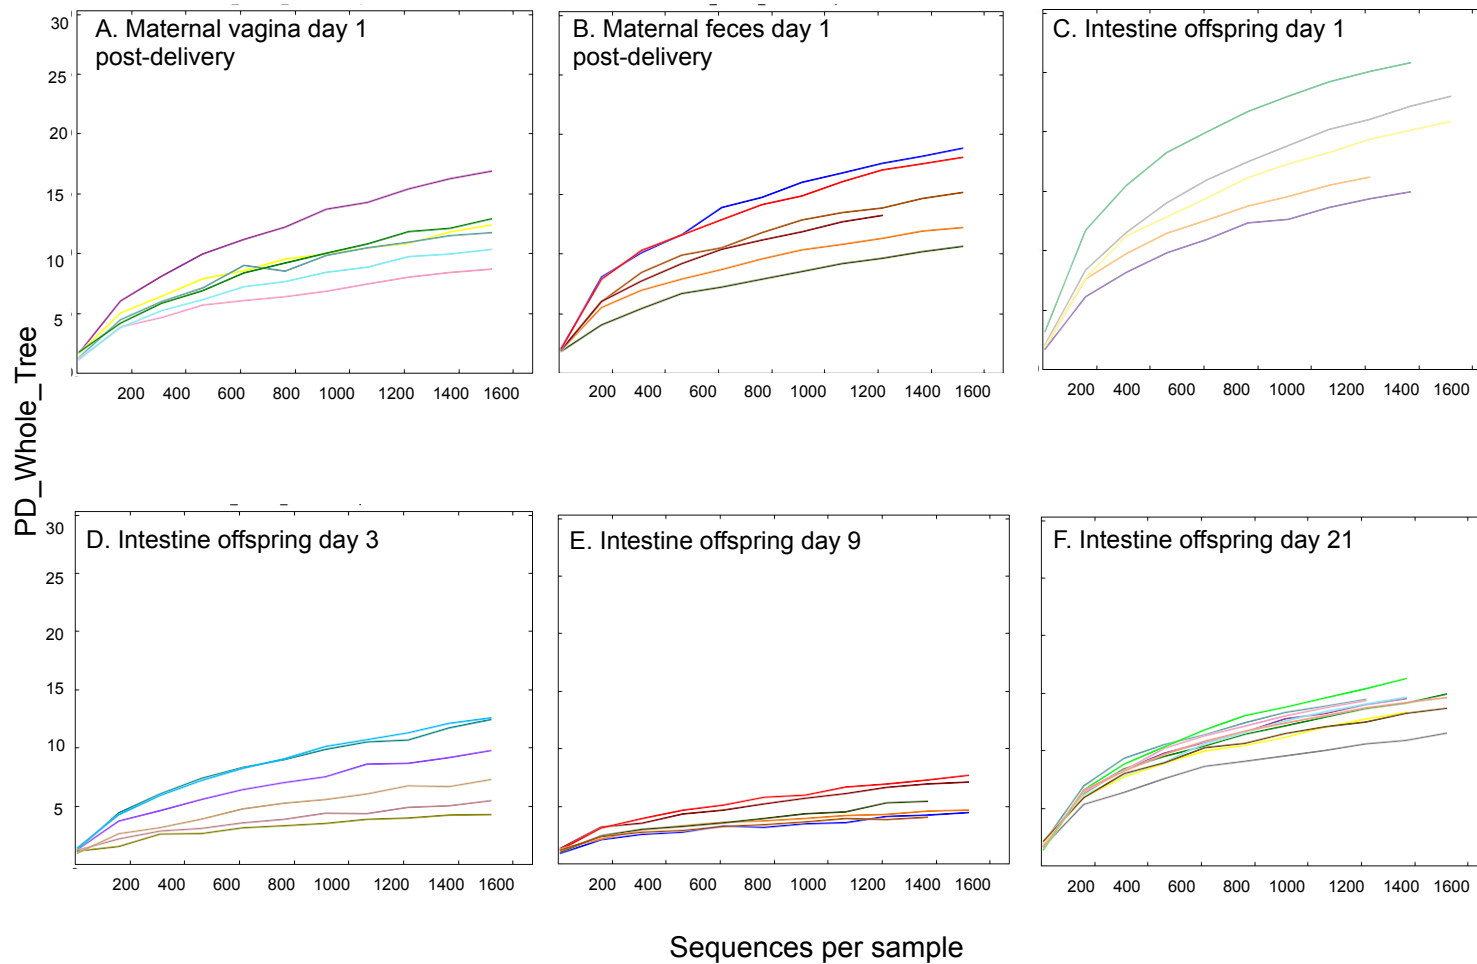 A. Maternal vagina day 1
post-delivery
B. Maternal feces day 1
post-delivery
C. Intestine offspring day 1
30
25
20
15
10
5
200 400 600 800 1000 1200 1400 1600
200 400 600 800 1000 1200 1400 1600
200 400 600 800 1000 1200 1400 1600
PD_Whole_Tree
D. Intestine offspring day 3
E. Intestine offspring day 9
F. Intestine offspring day 21
30
25
20
15
10
5
200 400 600 800 1000 1200 1400 1600
200 400 600 800 1000 1200 1400 1600
200 400 600 800 1000 1200 1400 1600
Sequences per sample